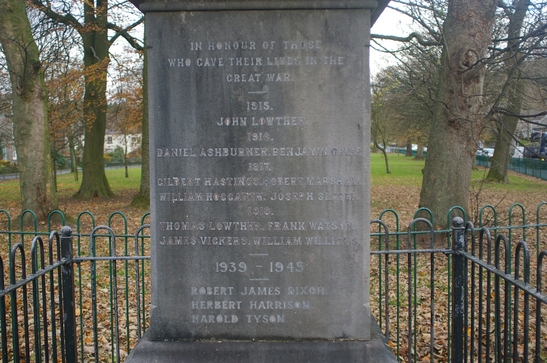 IN HONOUR OF THOSE
WHO GAVE THEIR LIVES IN THE
GREAT WAR
1915.
JOHN LOWTHER
1916.
DANIEL ASHBURNER. BENJAMIN
1917.
GILBERT HASTINGS. ROBERT MARSHALL
WILLIAM HOGGARTH. JOSEPH
1918.
THOMAS LOWTHER. FRANK WATSON
JAMES VICKERS. WILLIAM
1939 - 1945
ROBERT JAMES DIXON
HERBERT HARRISON
HAROLD TYSON